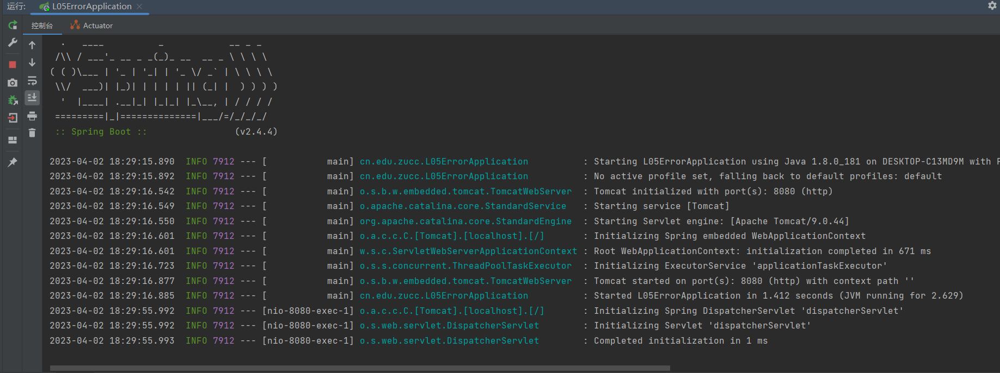 运行: L05ErrorApplication
控制台 Actuator
  .   ____          _            __ _ _
 /\\ / ___'_ __ _ _(_)_ __  __ _ \ \ \ \
( ( )\___ | '_ | '_| | '_ \/ _` | \ \ \ \
 \\/  ___)| |_)| | | | | || (_| |  ) ) ) )
  '  |____| .__|_| |_|_| |_\__, | / / / /
 =========|_|==============|___/=/_/_/_/
 :: Spring Boot ::                (v2.4.4)
2023-04-02 18:29:15.890  INFO 7912 --- [           main] cn.edu.zucc.L05ErrorApplication          : Starting L05ErrorApplication using Java 1.8.0_181 on DESKTOP-C13MD9M with P
2023-04-02 18:29:15.892  INFO 7912 --- [           main] cn.edu.zucc.L05ErrorApplication          : No active profile set, falling back to default profiles: default
2023-04-02 18:29:16.542  INFO 7912 --- [           main] o.s.b.w.embedded.tomcat.TomcatWebServer  : Tomcat initialized with port(s): 8080 (http)
2023-04-02 18:29:16.549  INFO 7912 --- [           main] o.apache.catalina.core.StandardService   : Starting service [Tomcat]
2023-04-02 18:29:16.550  INFO 7912 --- [           main] org.apache.catalina.core.StandardEngine  : Starting Servlet engine: [Apache Tomcat/9.0.44]
2023-04-02 18:29:16.601  INFO 7912 --- [           main] o.a.c.c.C.[Tomcat].[localhost].[/]       : Initializing Spring embedded WebApplicationContext
2023-04-02 18:29:16.601  INFO 7912 --- [           main] w.s.c.ServletWebServerApplicationContext : Root WebApplicationContext: initialization completed in 671 ms
2023-04-02 18:29:16.723  INFO 7912 --- [           main] o.s.s.concurrent.ThreadPoolTaskExecutor  : Initializing ExecutorService 'applicationTaskExecutor'
2023-04-02 18:29:16.877  INFO 7912 --- [           main] o.s.b.w.embedded.tomcat.TomcatWebServer  : Tomcat started on port(s): 8080 (http) with context path ''
2023-04-02 18:29:16.885  INFO 7912 --- [           main] cn.edu.zucc.L05ErrorApplication          : Started L05ErrorApplication in 1.412 seconds (JVM running for 2.629)
2023-04-02 18:29:55.992  INFO 7912 --- [nio-8080-exec-1] o.a.c.c.C.[Tomcat].[localhost].[/]       : Initializing Spring DispatcherServlet 'dispatcherServlet'
2023-04-02 18:29:55.992  INFO 7912 --- [nio-8080-exec-1] o.s.web.servlet.DispatcherServlet        : Initializing Servlet 'dispatcherServlet'
2023-04-02 18:29:55.993  INFO 7912 --- [nio-8080-exec-1] o.s.web.servlet.DispatcherServlet        : Completed initialization in 1 ms